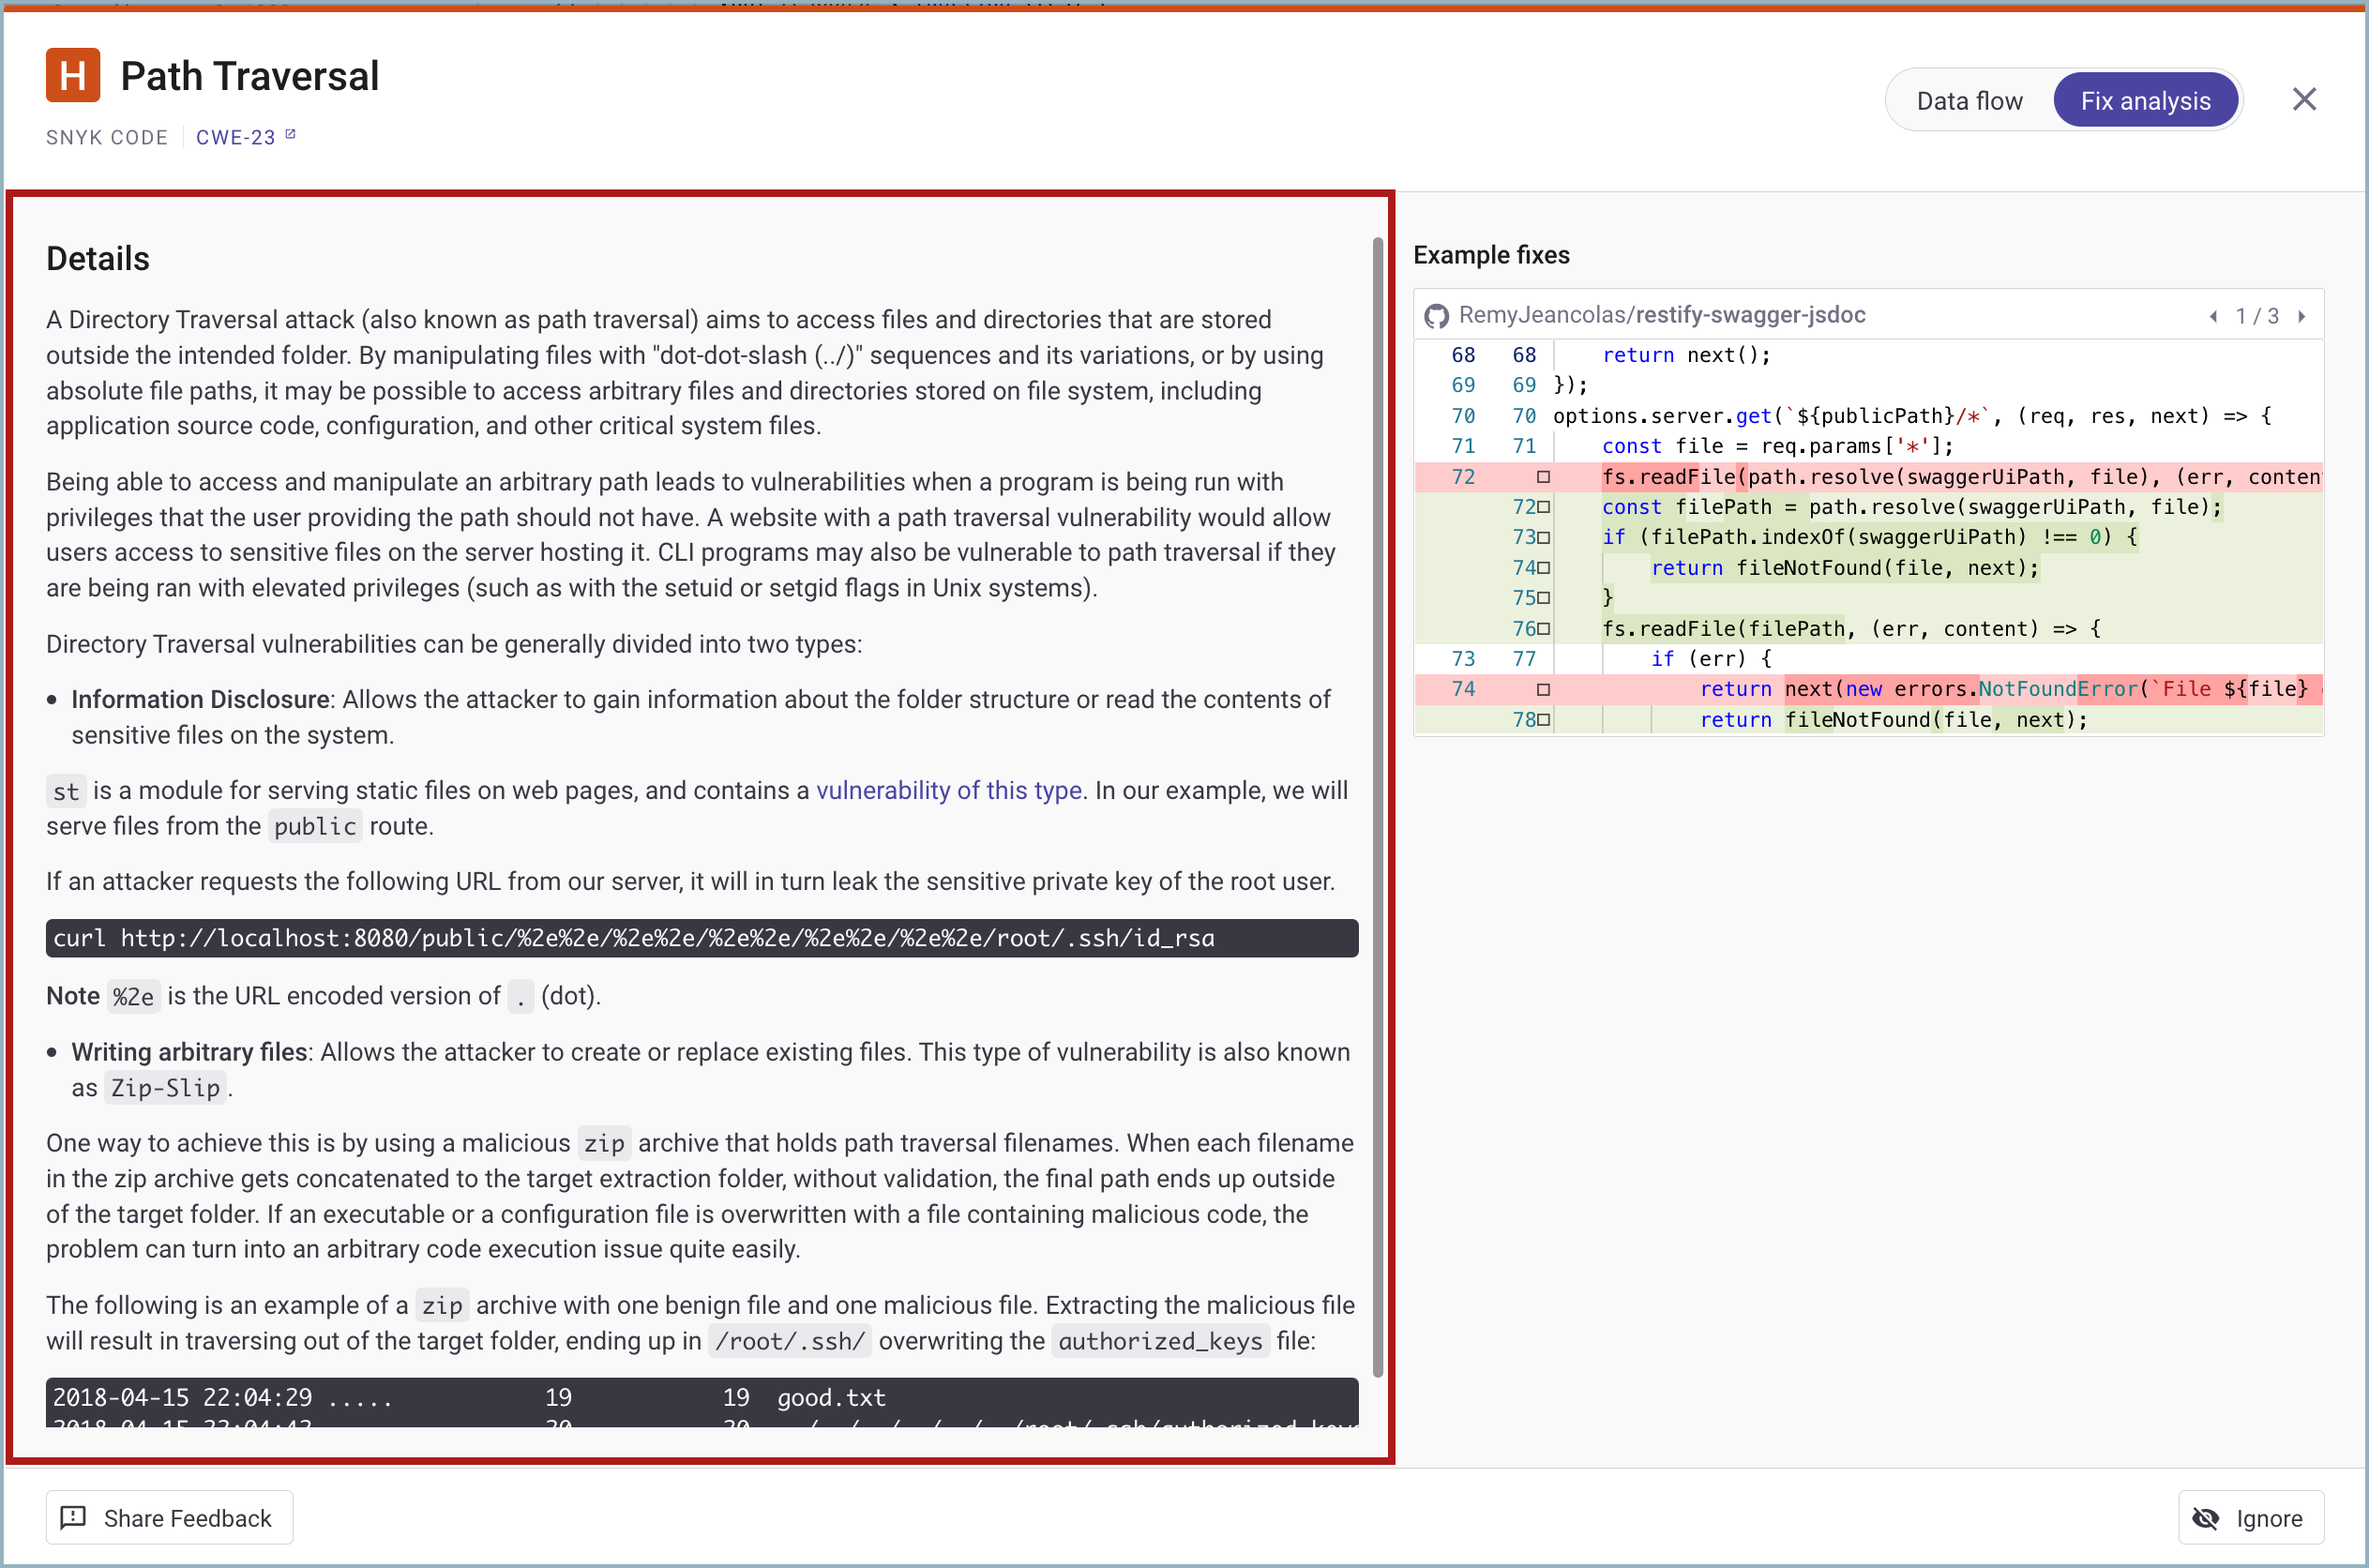 H Path Traversal
SNYK CODE CWE-23
Data flow
Fix analysis
Details
A Directory Traversal attack (also known as path traversal) aims to access files and directories that are stored
outside the intended folder. By manipulating files with "dot-dot-slash (../)" sequences and its variations, or by using
absolute file paths, it may be possible to access arbitrary files and directories stored on file system, including
application source code, configuration, and other critical system files.
Being able to access and manipulate an arbitrary path leads to vulnerabilities when a program is being run with
privileges that the user providing the path should not have. A website with a path traversal vulnerability would allow
users access to sensitive files on the server hosting it. CLI programs may also be vulnerable to path traversal if they
are being ran with elevated privileges (such as with the setuid or setgid flags in Unix systems).
Directory Traversal vulnerabilities can be generally divided into two types:
• Information Disclosure: Allows the attacker to gain information about the folder structure or read the contents of
sensitive files on the system.
st is a module for serving static files on web pages, and contains a vulnerability of this type. In our example, we will
serve files from the public route.
If an attacker requests the following URL from our server, it will in turn leak the sensitive private key of the root user.
curl http://localhost:8080/public/%2e%2e/%2e%2e/%2e%2e/%2e%2e/%2e%2e/root/.ssh/id_rsa
Note %2e is the URL encoded version of . (dot).
• Writing arbitrary files: Allows the attacker to create or replace existing files. This type of vulnerability is also known
as Zip-Slip.
One way to achieve this is by using a malicious zip archive that holds path traversal filenames. When each filename
in the zip archive gets concatenated to the target extraction folder, without validation, the final path ends up outside
of the target folder. If an executable or a configuration file is overwritten with a file containing malicious code, the
problem can turn into an arbitrary code execution issue quite easily.
The following is an example of a zip archive with one benign file and one malicious file. Extracting the malicious file
will result in traversing out of the target folder, ending up in /root/.ssh/ overwriting the authorized_keys file:
2018-04-15 22:04:29 ..... 19 19 good.txt
Example fixes
RemyJeancolas/restify-swagger-jsdoc 1 / 3
68 68 return next();
69 69 });
70 70 options.server.get(`${publicPath}/*`, (req, res, next) => {
71 71 const file = req.params['*'];
72 fs.readFile(path.resolve(swaggerUiPath, file), (err, conten
72 const filePath = path.resolve(swaggerUiPath, file);
73 if (filePath.indexOf(swaggerUiPath) !== 0) {
74 return fileNotFound(file, next);
75 }
76 fs.readFile(filePath, (err, content) => {
73 77 if (err) {
74 return next(new errors.NotFoundError(`File ${file}
78 return fileNotFound(file, next);
Share Feedback
Ignore